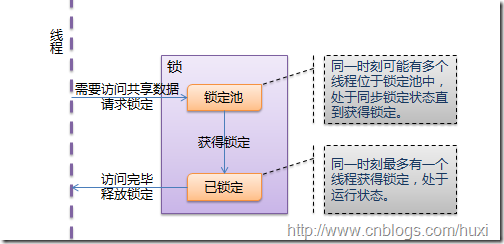 线程
锁
需要访问共享数据
请求锁定
锁定池
同一时刻可能有多个
线程位于锁定池中，
处于同步锁定状态直
到获得锁定。
获得锁定
访问完毕
释放锁定
已锁定
同一时刻最多有一个
线程获得锁定，处于
运行状态。
http://www.cnblogs.com/huxi